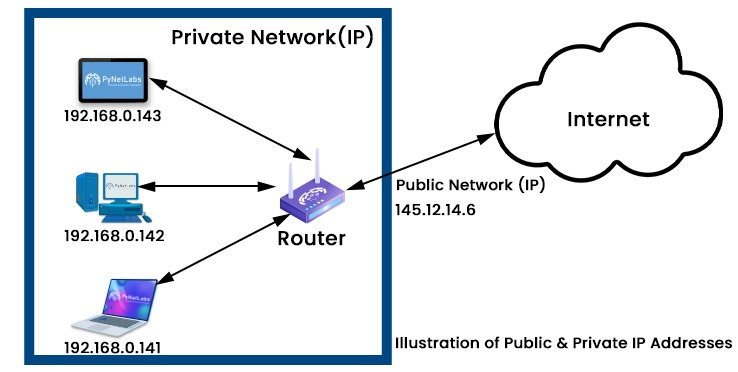 Private Network(IP)
PyNetLabs
192.168.0.143
Internet
PyNetLabs
Public Network (IP)
145.12.14.6
192.168.0.142
Router
PyNetLabs
192.168.0.141
Illustration of Public & Private IP Addresses